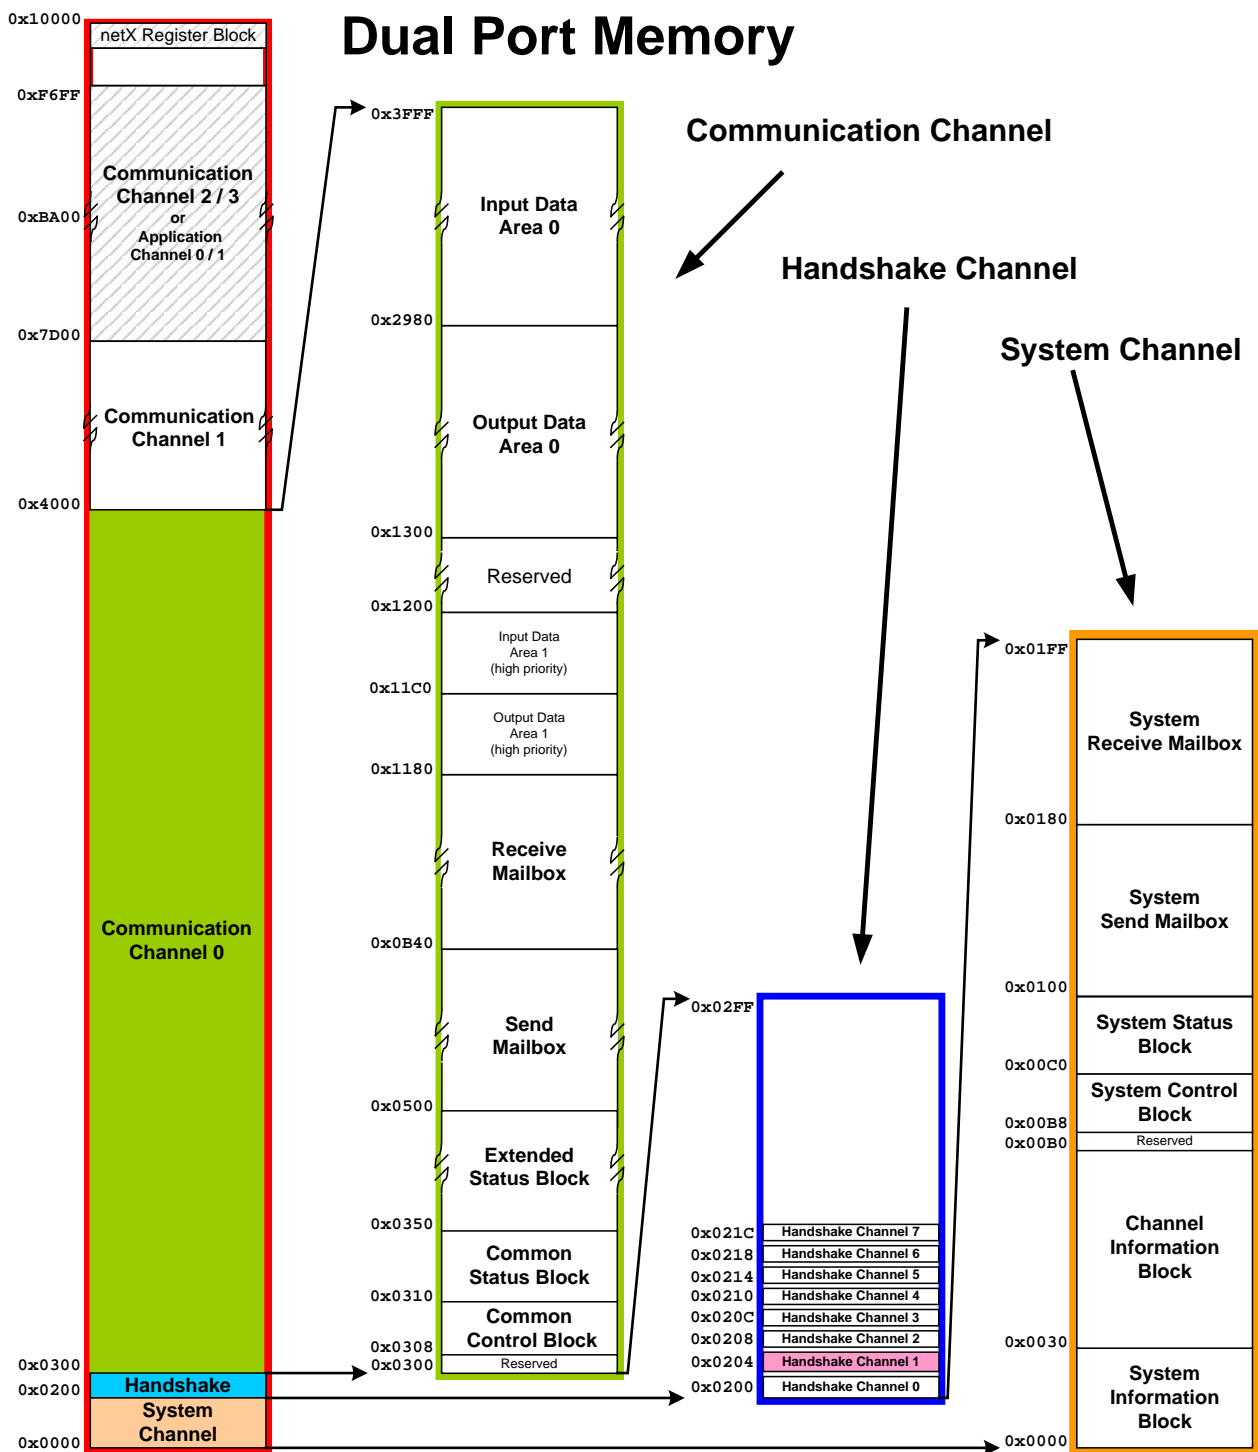 Dual Port Memory
0x10000
netX Register Block
0xF6FF
Communication
Channel 2 / 3
or
Application
Channel 0 / 1
0xBA00
0x7D00
Communication
Channel 1
0x4000
Communication
Channel 0
0x0300
Handshake
0x0200
System
Channel
0x0000
Communication Channel
0x3FFF
Input Data
Area 0
0x2980
Output Data
Area 0
0x1300
Reserved
0x1200
Input Data
Area 1
(high priority)
0x11C0
Output Data
Area 1
(high priority)
0x1180
Receive
Mailbox
0x0B40
Send
Mailbox
0x0500
Extended
Status Block
0x0350
Common
Status Block
0x0310
Common
Control Block
0x0308
Reserved
0x0300
Handshake Channel
0x02FF
0x021C
Handshake Channel 7
0x0218
Handshake Channel 6
0x0214
Handshake Channel 5
0x0210
Handshake Channel 4
0x020C
Handshake Channel 3
0x0208
Handshake Channel 2
0x0204
Handshake Channel 1
0x0200
Handshake Channel 0
System Channel
0x01FF
System
Receive Mailbox
0x0180
System
Send Mailbox
0x0100
System Status
Block
0x00C0
System Control
Block
0x00B8
Reserved
0x00B0
Channel
Information
Block
0x0030
System
Information
Block
0x0000